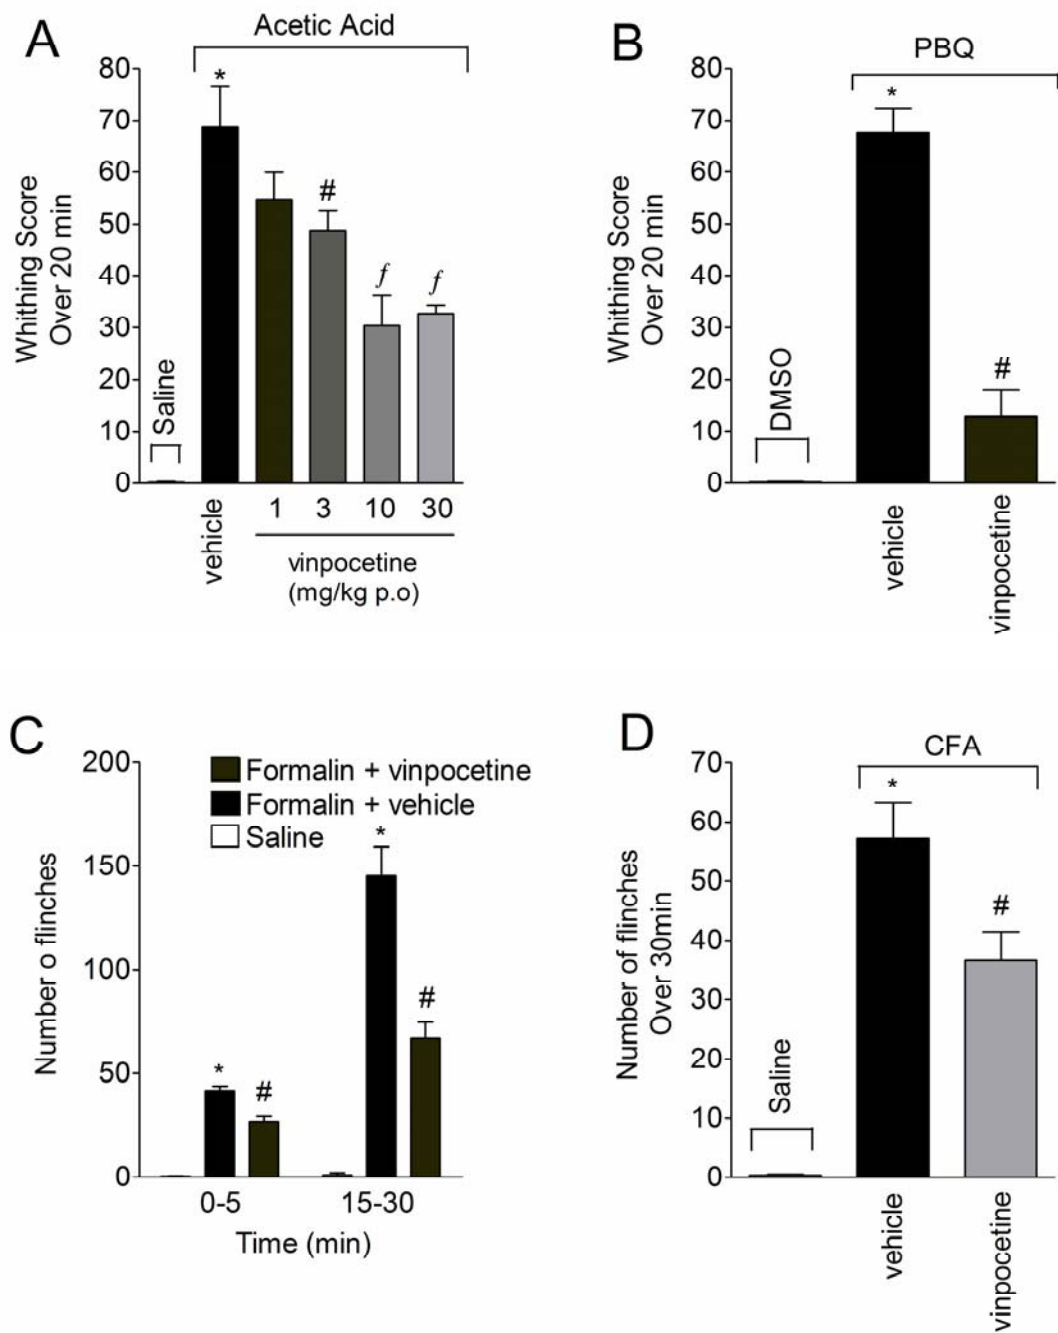 A
Acetic Acid
80
70
60
50
40
30
20
10
0
Whithing Score
Over 20 min
*
#
f
f
Saline
vehicle
1 3 10 30
vinpocetine
(mg/kg p.o)
B
PBQ
80
70
60
50
40
30
20
10
0
Whithing Score
Over 20 min
*
#
DMSO
vehicle
vinpocetine
C
200
150
100
50
0
Number o flinches
Formalin + vinpocetine
Formalin + vehicle
Saline
*
#
*
#
0-5 15-30
Time (min)
D
CFA
70
60
50
40
30
20
10
0
Number of flinches
Over 30min
*
#
Saline
vehicle
vinpocetine